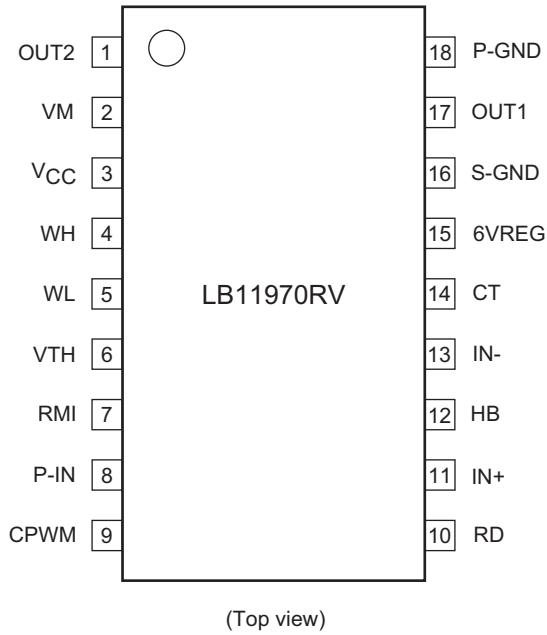 OUT2 1 18 P-GND
VM 2 17 OUT1
VCC 3 16 S-GND
WH 4 15 6VREG
WL 5 LB11970RV 14 CT
VTH 6 13 IN-
RMI 7 12 HB
P-IN 8 11 IN+
CPWM 9 10 RD
(Top view)